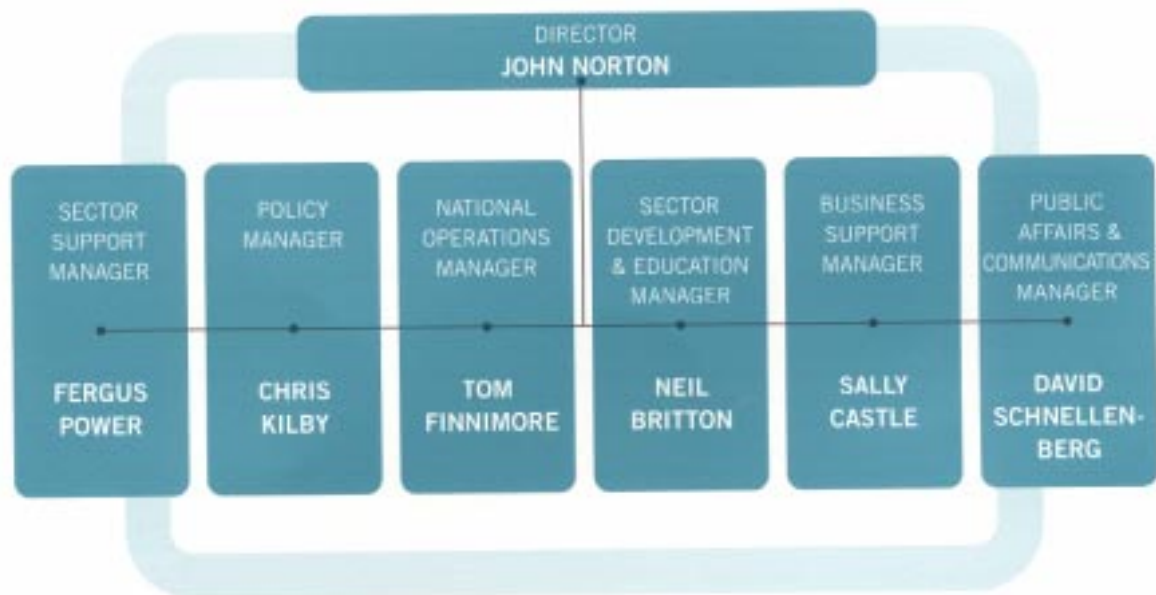 DIRECTOR
JOHN NORTON
SECTOR
SUPPORT
MANAGER
FERGUS
POWER
POLICY
MANAGER
CHRIS
KILBY
NATIONAL
OPERATIONS
MANAGER
TOM
FINNIMORE
SECTOR
DEVELOPMENT
& EDUCATION
MANAGER
NEIL
BRITTON
BUSINESS
SUPPORT
MANAGER
SALLY
CASTLE
PUBLIC
AFFAIRS &
COMMUNICATIONS
MANAGER
DAVID
SCHNELLEN-
BERG